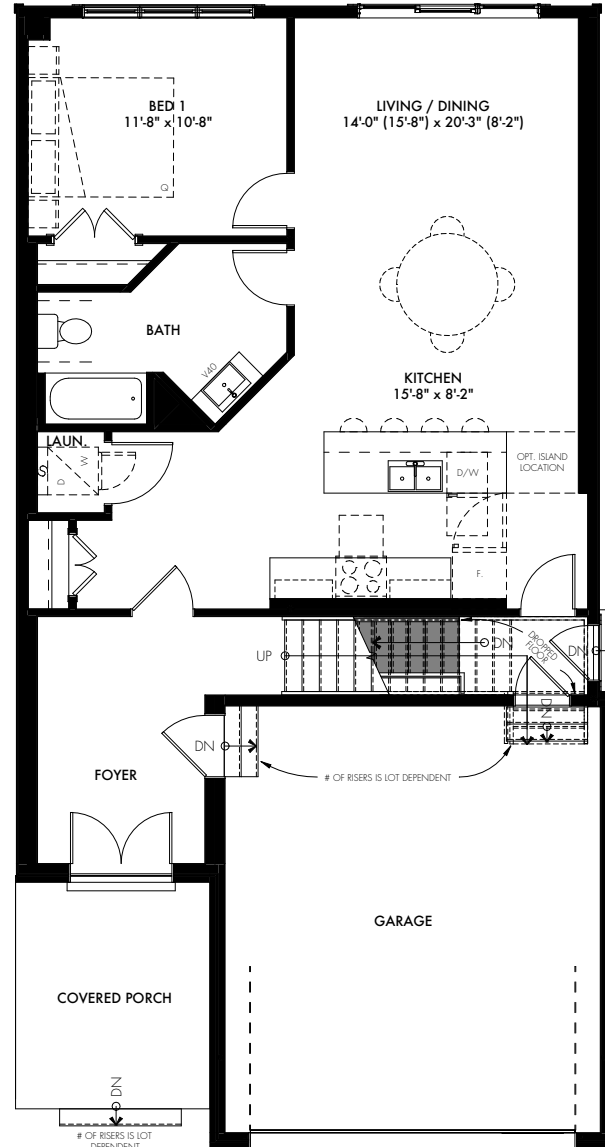 BED 1
11'-8" x 10'-8"
LIVING / DINING
14'-0" (15'-8") x 20'-3" (8'-2")
Q
BATH
V40
KITCHEN
15'-8" x 8'-2"
LAUN.
S
D
W
D/W
OPT. ISLAND
LOCATION
F.
UP
DN
DROPPED
FLOOR
DN
DN
DN
FOYER
# OF RISERS IS LOT DEPENDENT
GARAGE
COVERED PORCH
DN
# OF RISERS IS LOT
DEPENDENT